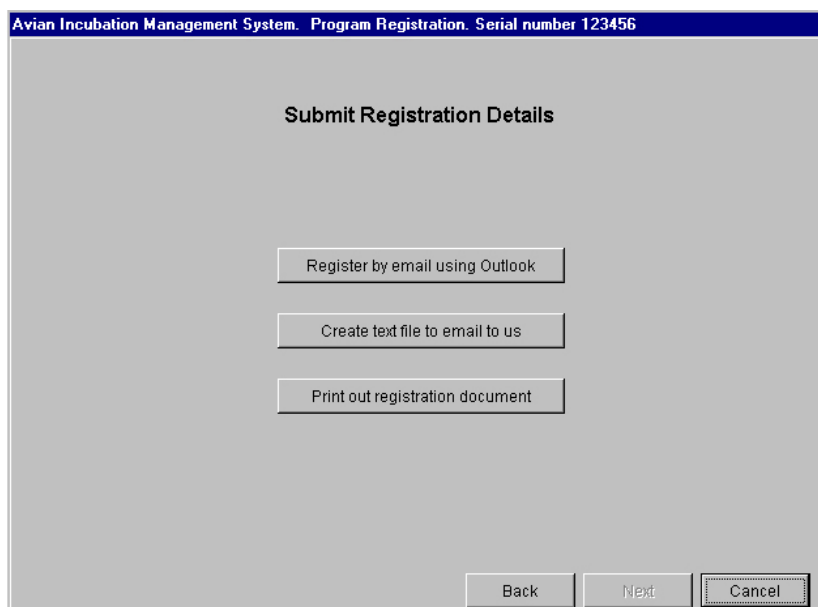 Avian Incubation Management System.  Program Registration. Serial number 123456
Submit Registration Details
Register by email using Outlook
Create text file to email to us
Print out registration document
Back Next Cancel